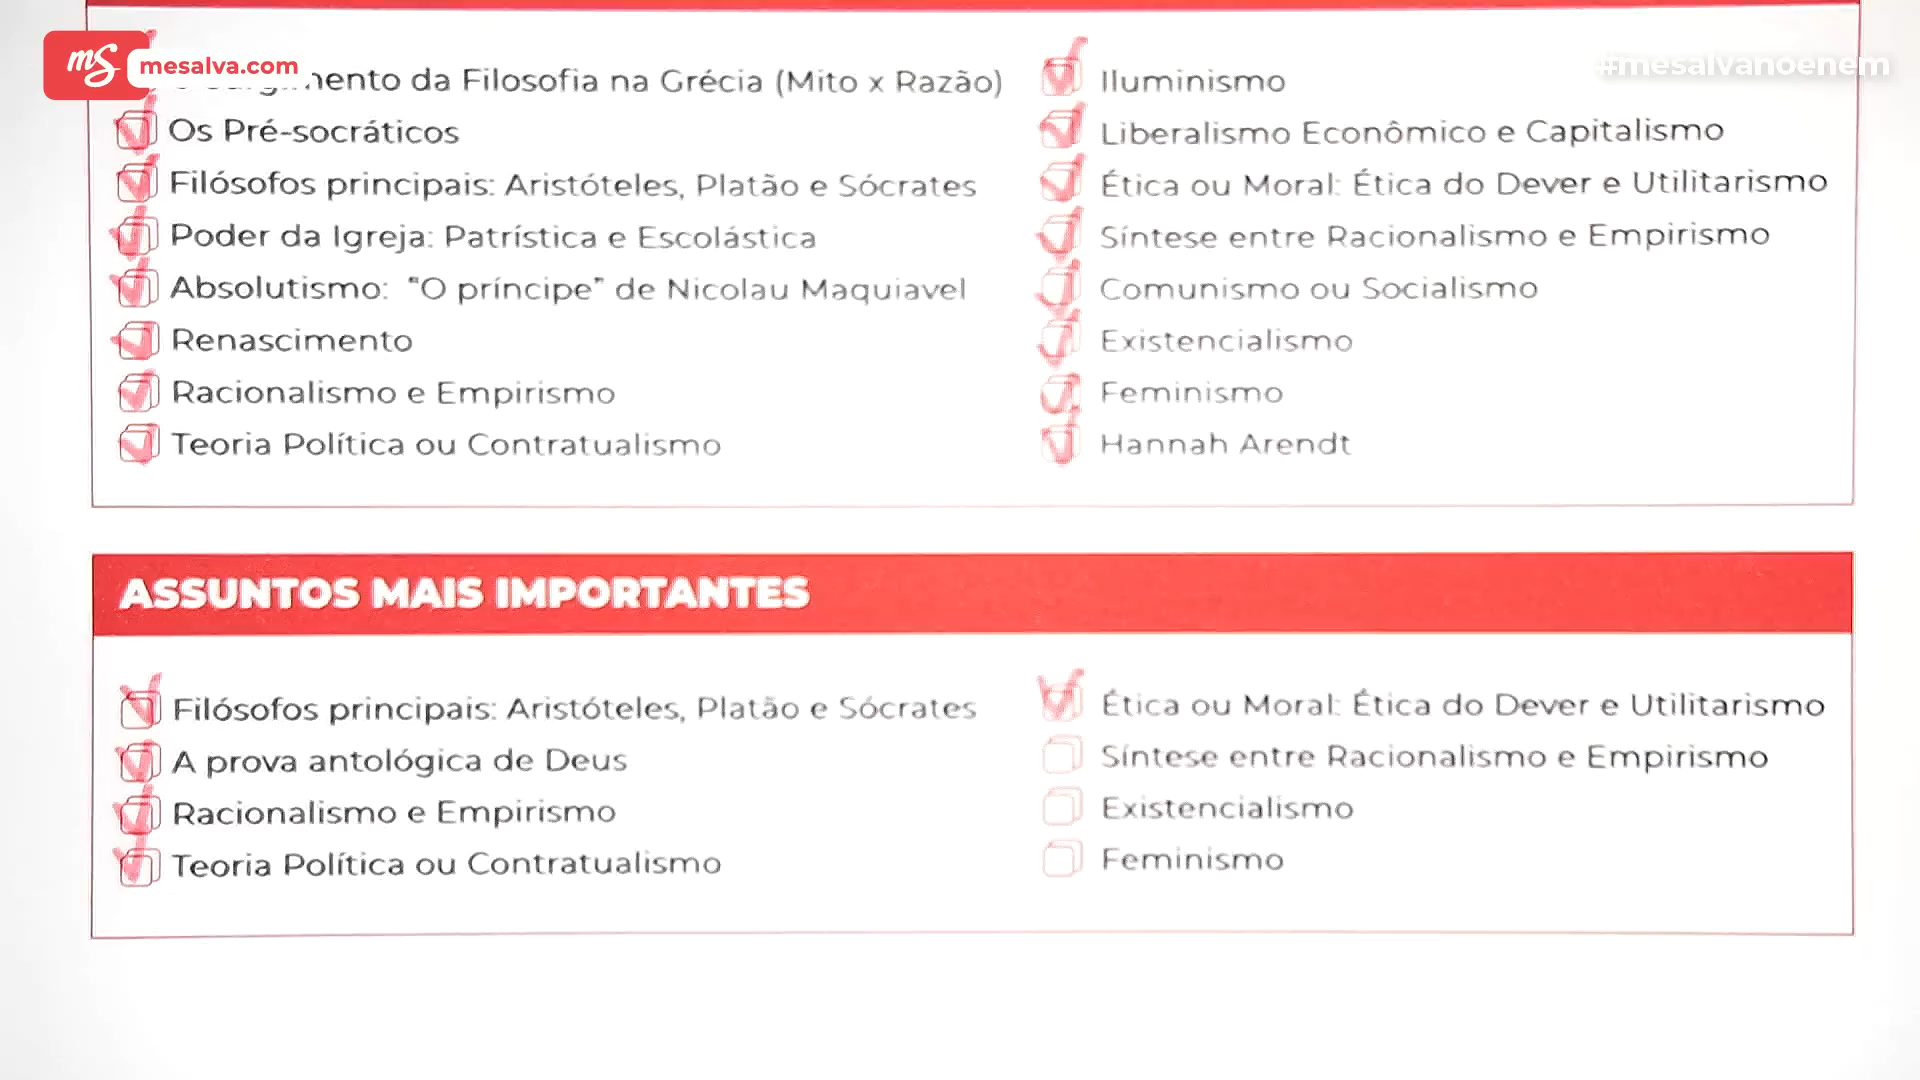 mS mesalva.com
#mesalvanoenem
mento da Filosofia na Grécia (Mito x Razão)
Os Pré-socráticos
Filósofos principais: Aristóteles, Platão e Sócrates
Poder da Igreja: Patrística e Escolástica
Absolutismo: "O príncipe" de Nicolau Maquiavel
Renascimento
Racionalismo e Empirismo
Teoria Política ou Contratualismo
Iluminismo
Liberalismo Econômico e Capitalismo
Ética ou Moral: Ética do Dever e Utilitarismo
Síntese entre Racionalismo e Empirismo
Comunismo ou Socialismo
Existencialismo
Feminismo
Hannah Arendt
ASSUNTOS MAIS IMPORTANTES
Filósofos principais: Aristóteles, Platão e Sócrates
A prova antológica de Deus
Racionalismo e Empirismo
Teoria Política ou Contratualismo
Ética ou Moral: Ética do Dever e Utilitarismo
Síntese entre Racionalismo e Empirismo
Existencialismo
Feminismo